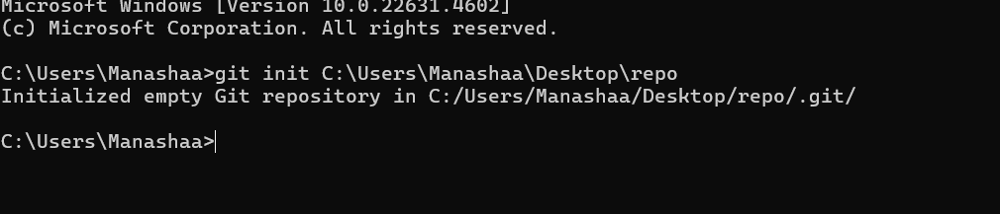 Microsoft Windows [Version 10.0.22631.4602]
(c) Microsoft Corporation. All rights reserved.
C:\Users\Manashaa>git init C:\Users\Manashaa\Desktop\repo
Initialized empty Git repository in C:/Users/Manashaa/Desktop/repo/.git/
C:\Users\Manashaa>